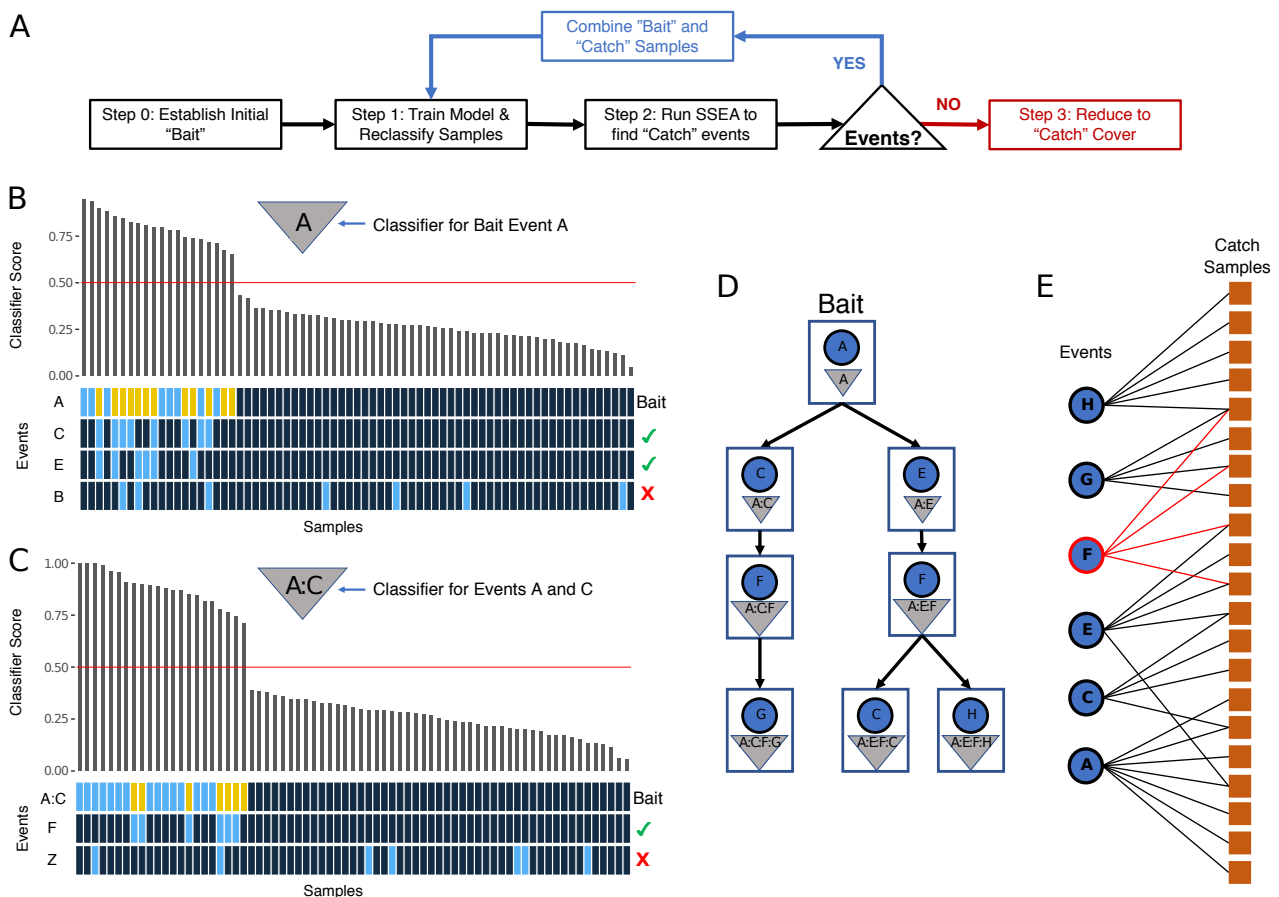 A
Combine "Bait" and
“Catch” Samples
YES
Step 0: Establish Initial
“Bait”
Step 1: Train Model &
Reclassify Samples
Step 2: Run SSEA to
find “Catch” events
Events?
NO
Step 3: Reduce to
“Catch” Cover
B
Classifier Score
0.75
0.50
0.25
0.00
A
Classifier for Bait Event A
Events
A
C
E
B
Bait
✓
✓
X
Samples
C
Classifier Score
1.00
0.75
0.50
0.25
0.00
A:C
Classifier for Events A and C
Events
A:C
F
Z
Bait
✓
X
Samples
D
Bait
A
A
C
A:C
E
A:E
F
A:C:F
F
A:E:F
G
A:C:F:G
C
A:E:F:C
H
A:E:F:H
E
Catch
Samples
Events
H
G
F
E
C
A